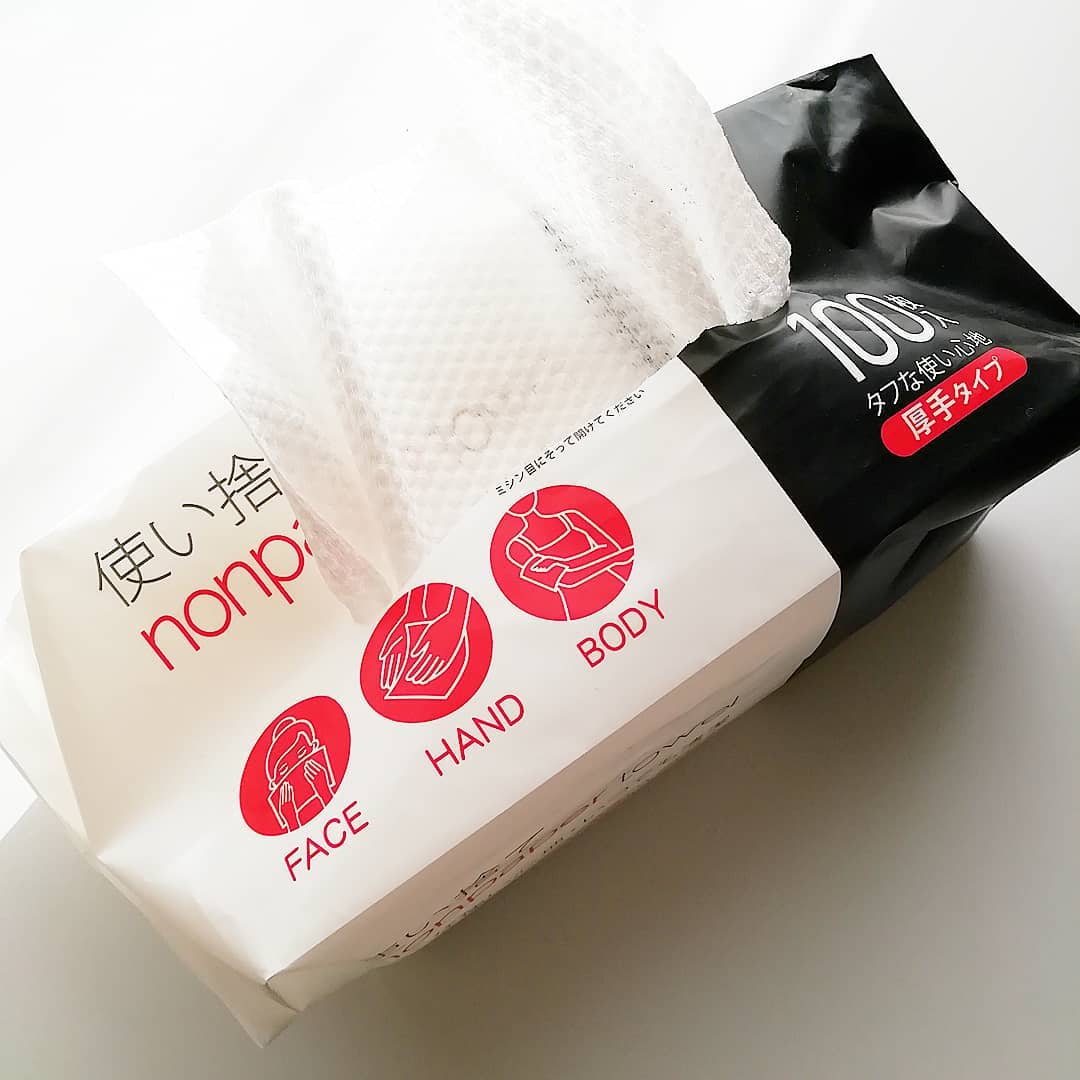 使い捨
nonpa
ミシン目にそって開けてください
100枚入
タフな使い心地
厚手タイプ
BODY
HAND
FACE
towel